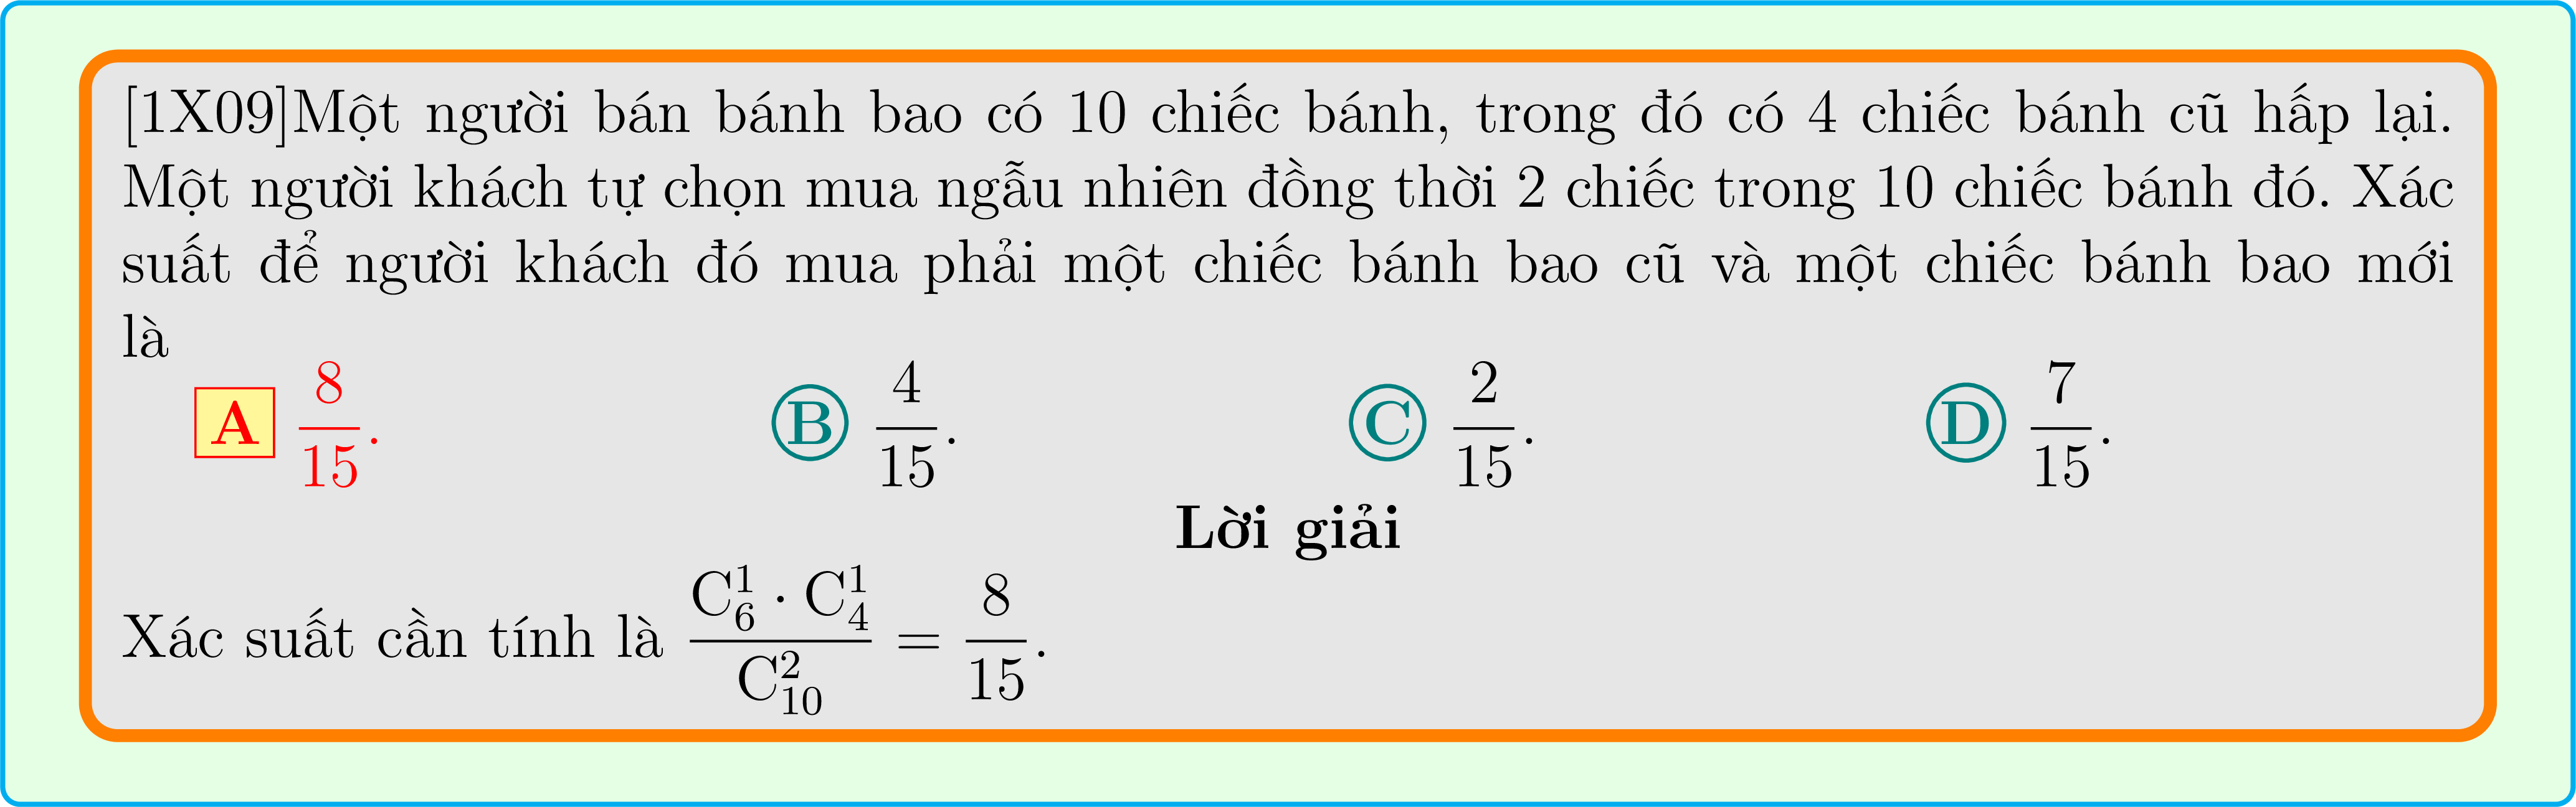 [1X09]Một người bán bánh bao có 10 chiếc bánh, trong đó có 4 chiếc bánh cũ hấp lại.
Một người khách tự chọn mua ngẫu nhiên đồng thời 2 chiếc trong 10 chiếc bánh đó. Xác
suất để người khách đó mua phải một chiếc bánh bao cũ và một chiếc bánh bao mới
là
A $\frac{8}{15}$. B $\frac{4}{15}$. C $\frac{2}{15}$. D $\frac{7}{15}$.
Lời giải
Xác suất cần tính là $\frac{C_6^1 \cdot C_4^1}{C_{10}^2} = \frac{8}{15}$.